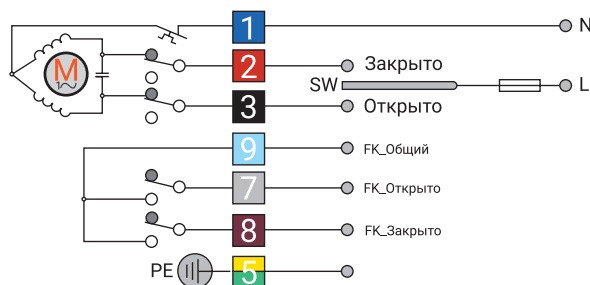 1 N
M
2 Закрыто
SW L
3 Открыто
9 FK_Общий
7 FK_Открыто
8 FK_Закрыто
PE 5